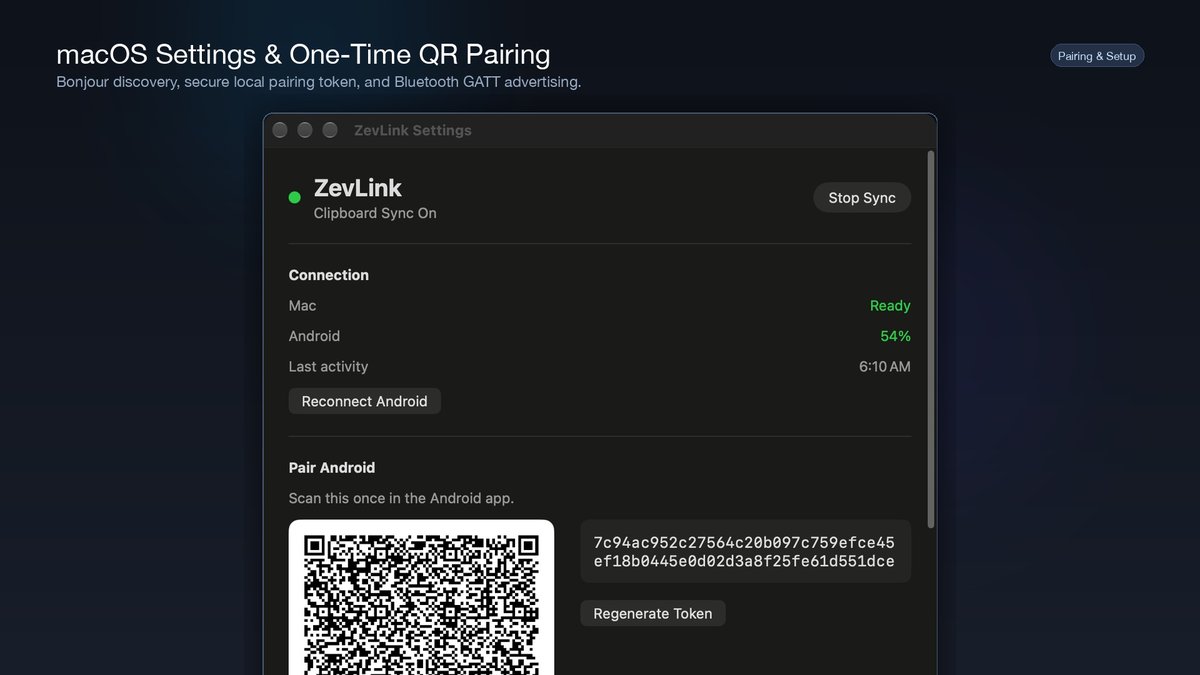 macOS Settings & One-Time QR Pairing
Bonjour discovery, secure local pairing token, and Bluetooth GATT advertising.
Pairing & Setup
ZevLink Settings
ZevLink
Clipboard Sync On
Stop Sync
Connection
Mac
Ready
Android
54%
Last activity
6:10 AM
Reconnect Android
Pair Android
Scan this once in the Android app.
7c94ac952c27564c20b097c759efce45
ef18b0445e0d02d3a8f25fe61d551dce
Regenerate Token